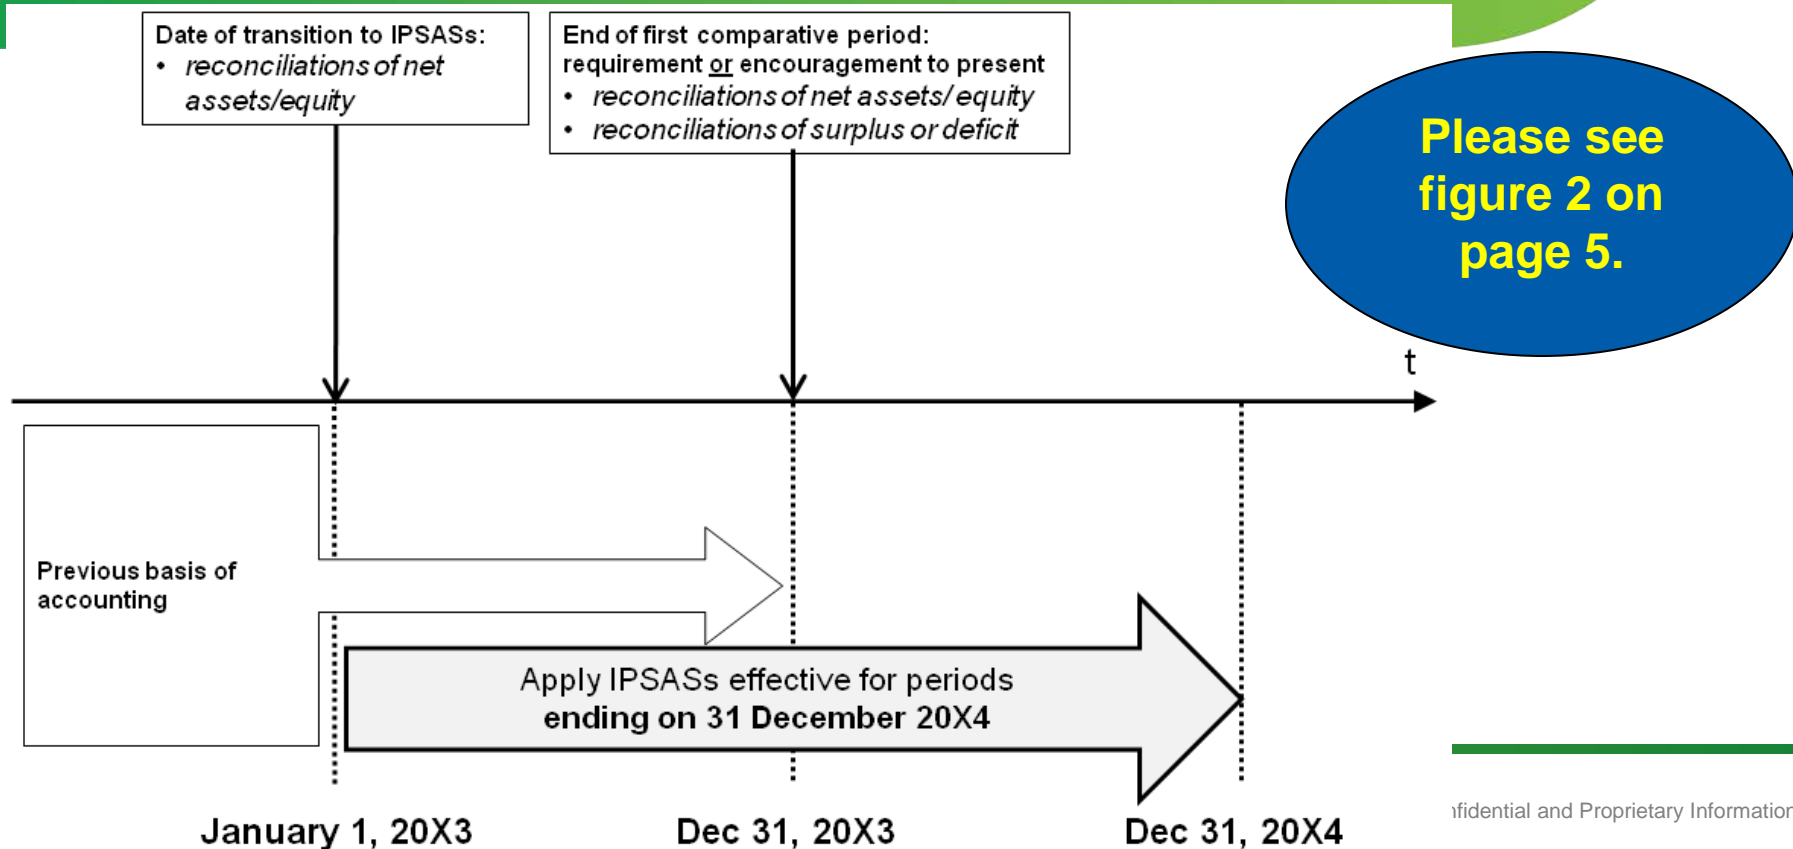 Date of transition to IPSASs:
• reconciliations of net
assets/equity
End of first comparative period:
requirement or encouragement to present
• reconciliations of net assets/ equity
• reconciliations of surplus or deficit
Please see
figure 2 on
page 5.
t
Previous basis of
accounting
Apply IPSASs effective for periods
ending on 31 December 20X4
January 1, 20X3
Dec 31, 20X3
Dec 31, 20X4
and Proprietary Information